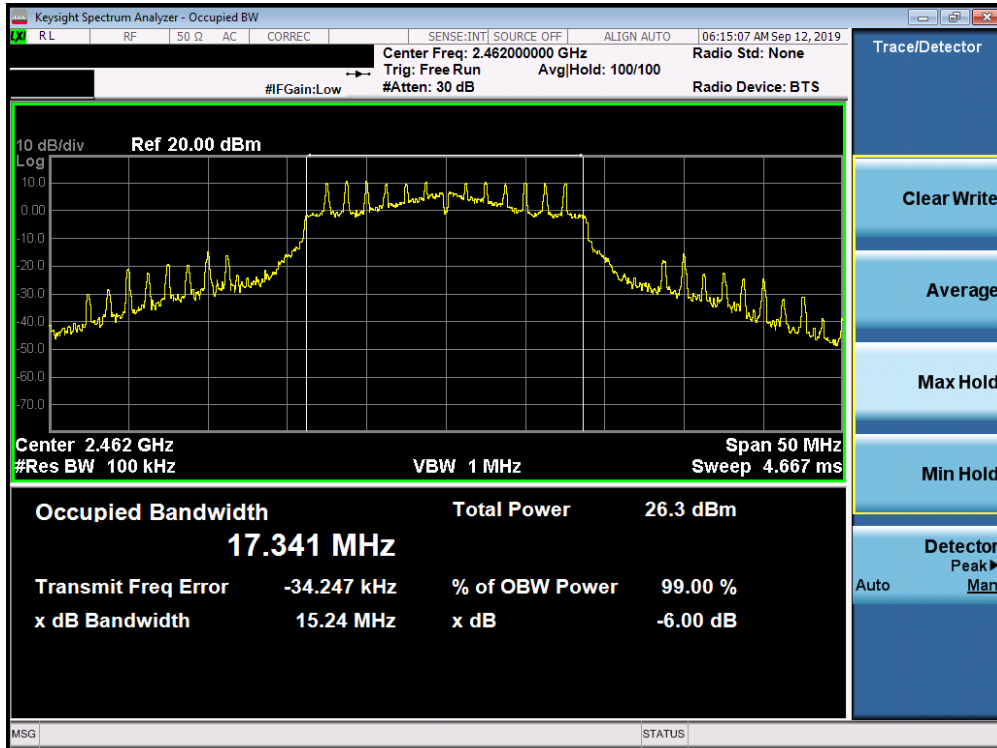 Keysight Spectrum Analyzer - Occupied BW
LXI RL RF 50 Ω AC CORREC SENSE:INT SOURCE OFF ALIGN AUTO 06:15:07 AM Sep 12, 2019
Center Freq: 2.462000000 GHz Radio Std: None
Trig: Free Run Avg|Hold: 100/100
#IFGain:Low #Atten: 30 dB Radio Device: BTS
10 dB/div Ref 20.00 dBm
Log
10.0
0.00
-10.0
-20.0
-30.0
-40.0
-50.0
-60.0
-70.0
Center 2.462 GHz Span 50 MHz
#Res BW 100 kHz VBW 1 MHz Sweep 4.667 ms
Occupied Bandwidth Total Power 26.3 dBm
17.341 MHz
Transmit Freq Error -34.247 kHz % of OBW Power 99.00 %
x dB Bandwidth 15.24 MHz x dB -6.00 dB
MSG STATUS
Trace/Detector
Clear Write
Average
Max Hold
Min Hold
Detector
Peak▶
Auto Man